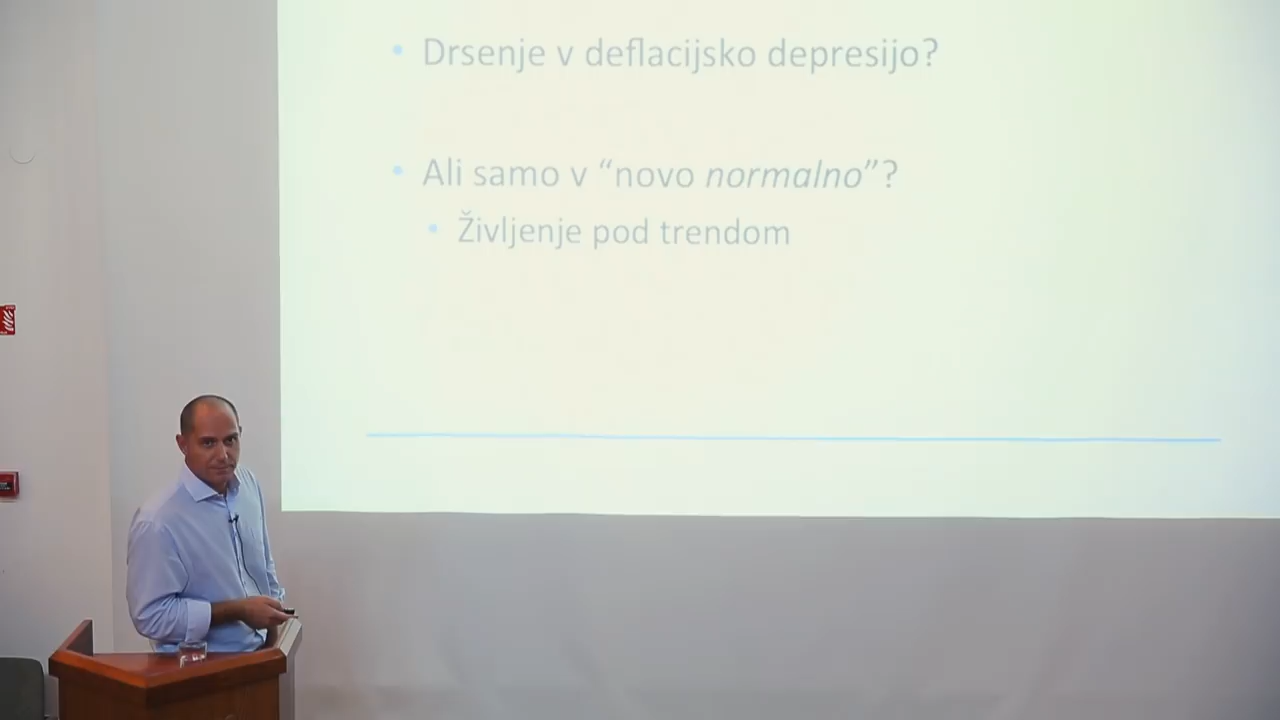 Drsenje v deflacijsko depresijo?
Ali samo v “novo normalno”?
Življenje pod trendom